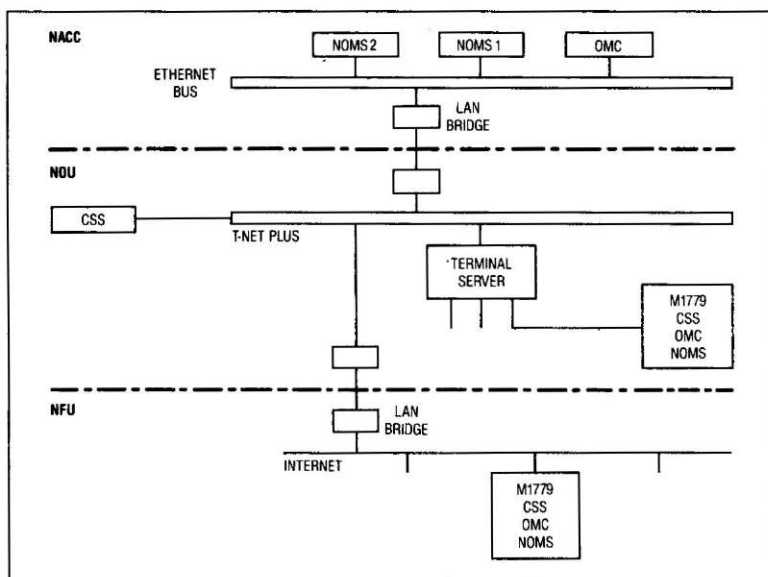 NACC
NOMS 2
NOMS 1
OMC
ETHERNET
BUS
LAN
BRIDGE
NOU
CSS
T-NET PLUS
TERMINAL
SERVER
M1779
CSS
OMC
NOMS
NFU
LAN
BRIDGE
INTERNET
M1779
CSS
OMC
NOMS